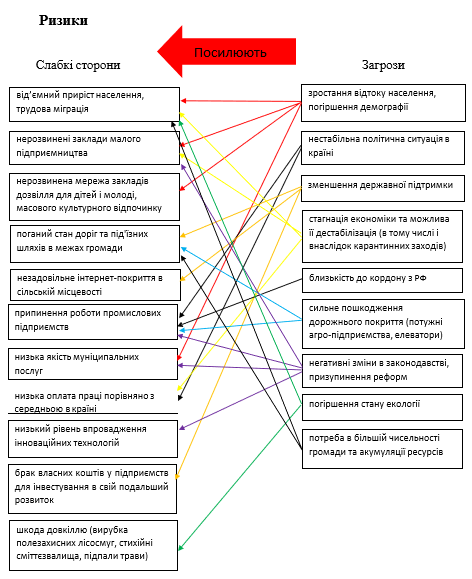 Ризики
Посилюють
Слабкі сторони
Загрози
від'ємний приріст населення,
трудова міграція
нерозвинені заклади малого
підприємництва
нерозвинена мережа закладів
дозвілля для дітей і молоді,
масового культурного відпочинку
поганий стан доріг та під'їзних
шляхів в межах громади
незадовільне інтернет-покриття в
сільській місцевості
припинення роботи промислових
підприємств
низька якість муніципальних
послуг
низька оплата праці порівняно з
середньою в країні
низький рівень впровадження
інноваційних технологій
брак власних коштів у підприємств
для інвестування в свій подальший
розвиток
шкода довкіллю (вирубка
полезахисних лісосмуг, стихійні
сміттєзвалища, підпали трави)
зростання відтоку населення,
погіршення демографії
нестабільна політична ситуація в
країні
зменшення державної підтримки
стагнація економіки та можлива
її дестабілізація (в тому числі і
внаслідок карантинних заходів)
близькість до кордону з РФ
сильне пошкодження
дорожнього покриття (потужні
агро-підприємства, елеватори)
негативні зміни в законодавстві,
призупинення реформ
погіршення стану екології
потреба в більшій чисельності
громади та акумуляції ресурсів